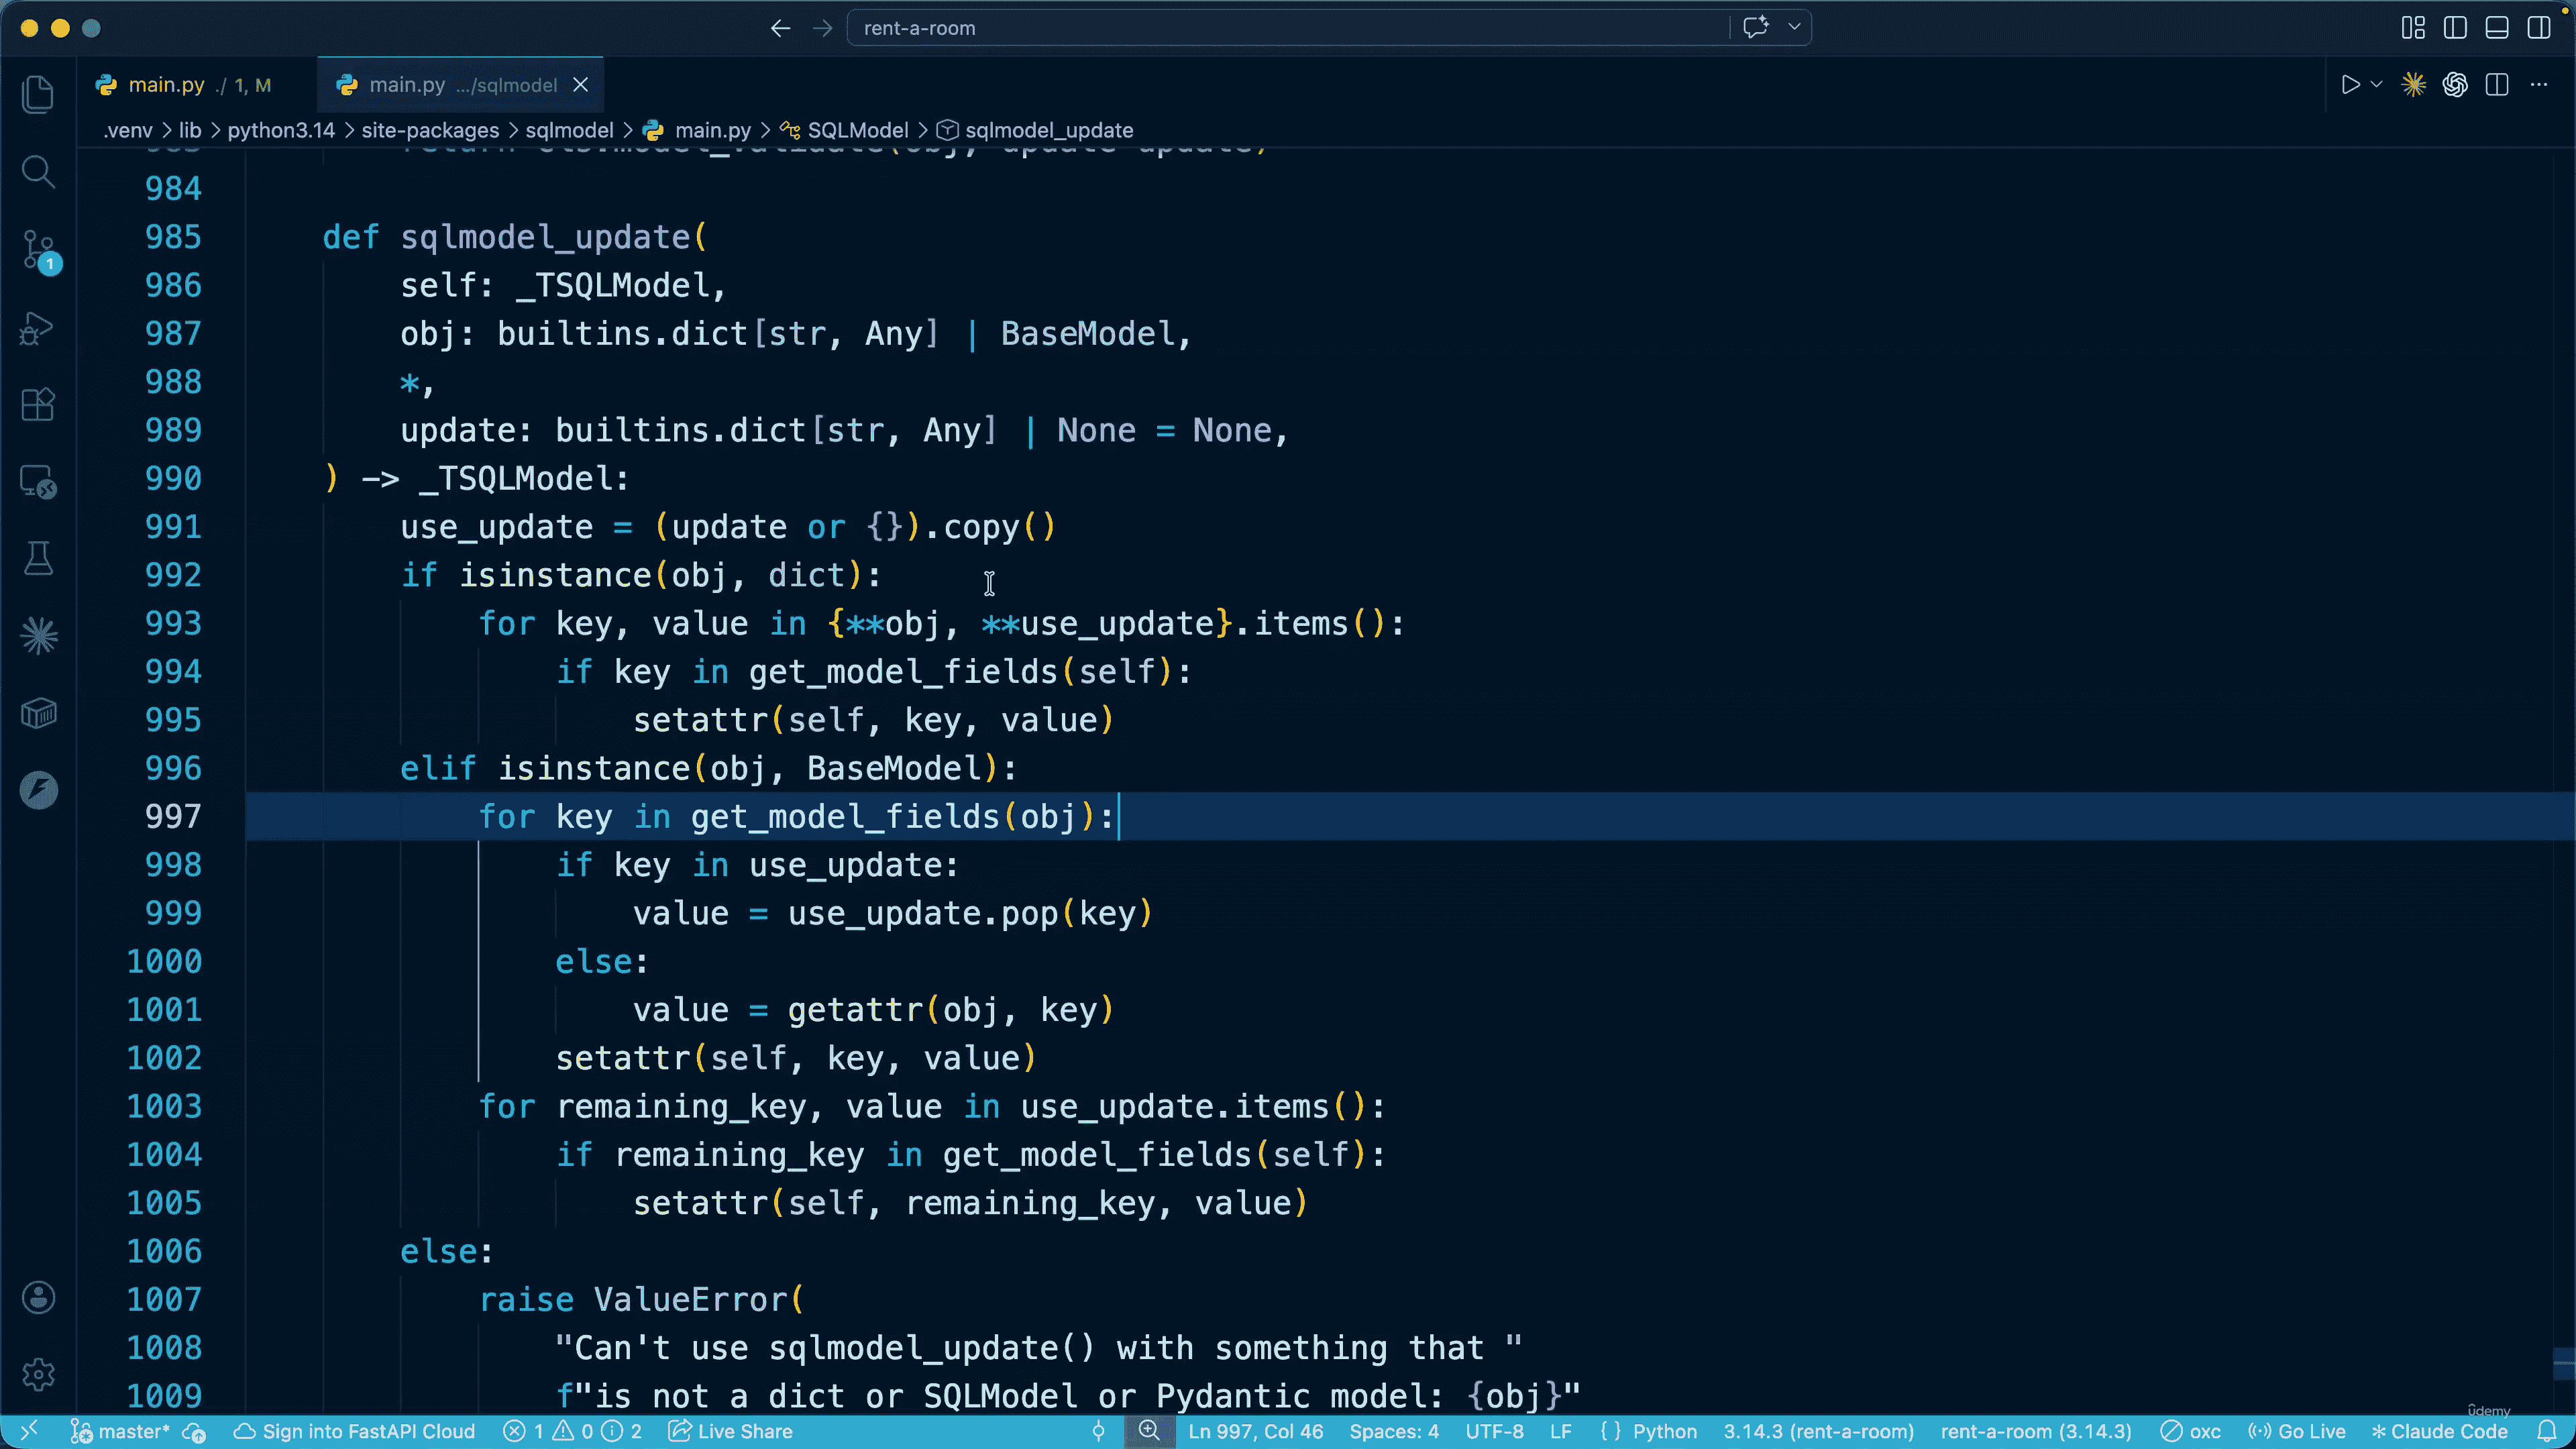 rent-a-room
main.py ./ 1, M
main.py .../sqlmodel
.venv > lib > python3.14 > site-packages > sqlmodel > main.py > SQLModel > sqlmodel_update
984
985 def sqlmodel_update(
986 self: _TSQLModel,
987 obj: builtins.dict[str, Any] | BaseModel,
988 *,
989 update: builtins.dict[str, Any] | None = None,
990 ) -> _TSQLModel:
991 use_update = (update or {}).copy()
992 if isinstance(obj, dict):
993 for key, value in {**obj, **use_update}.items():
994 if key in get_model_fields(self):
995 setattr(self, key, value)
996 elif isinstance(obj, BaseModel):
997 for key in get_model_fields(obj):
998 if key in use_update:
999 value = use_update.pop(key)
1000 else:
1001 value = getattr(obj, key)
1002 setattr(self, key, value)
1003 for remaining_key, value in use_update.items():
1004 if remaining_key in get_model_fields(self):
1005 setattr(self, remaining_key, value)
1006 else:
1007 raise ValueError(
1008 "Can't use sqlmodel_update() with something that "
1009 f"is not a dict or SQLModel or Pydantic model: {obj}"
1
ûdemy
master* Sign into FastAPI Cloud 1 0 2 Live Share Ln 997, Col 46 Spaces: 4 UTF-8 LF { } Python 3.14.3 (rent-a-room) rent-a-room (3.14.3) oxc Go Live Claude Code